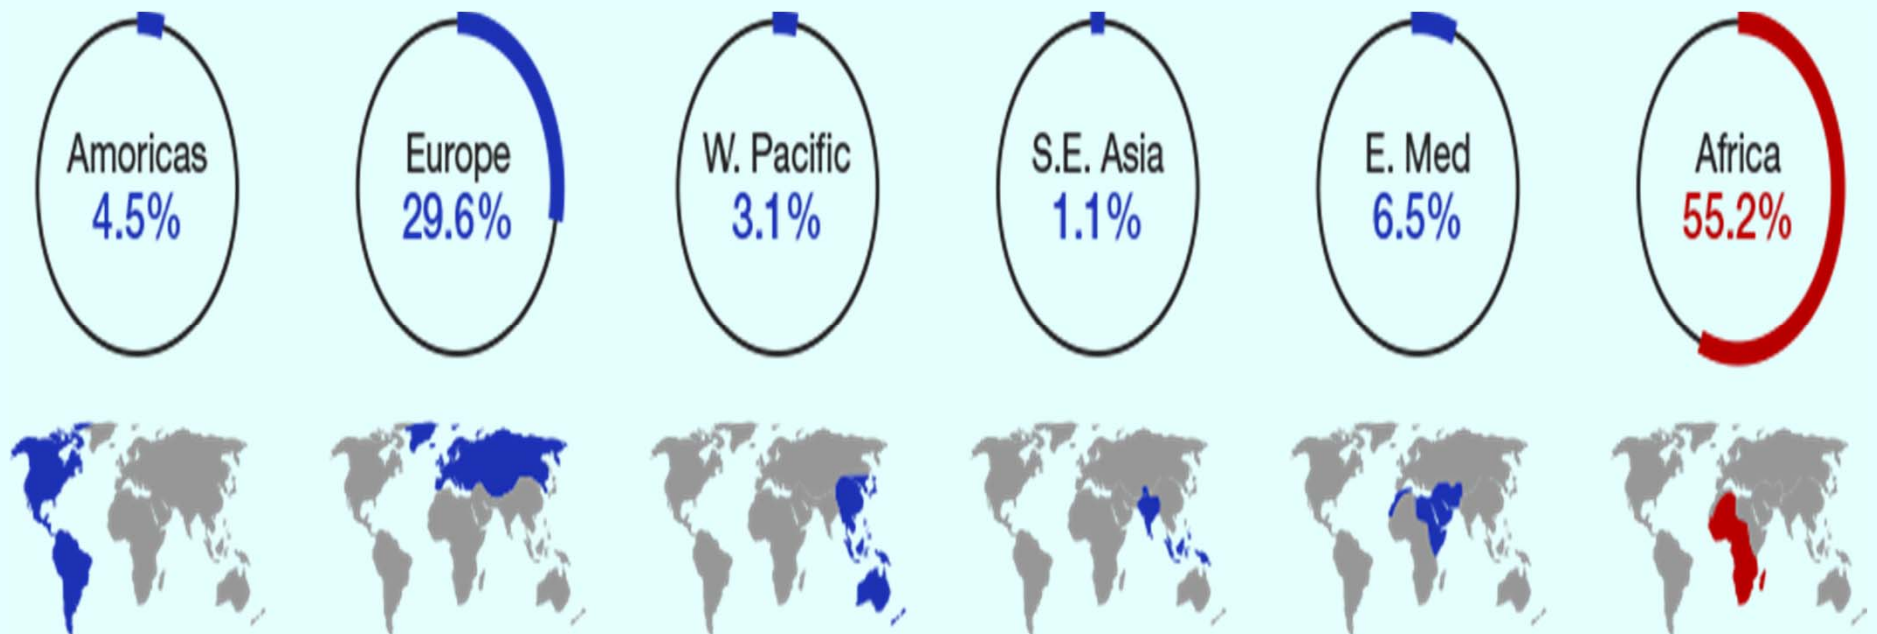 Amoricas
4.5%
Europe
29.6%
W. Pacific
3.1%
S.E. Asia
1.1%
E. Med
6.5%
Africa
55.2%